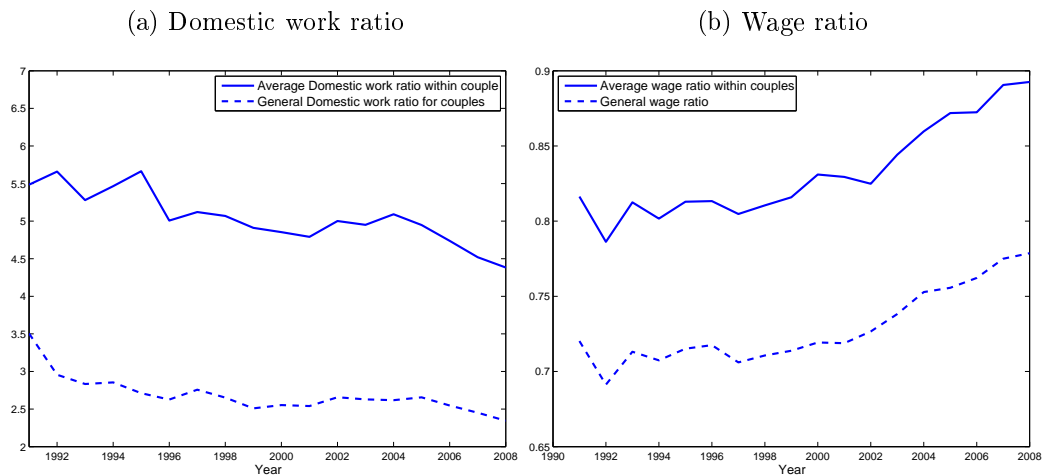 (a) Domestic work ratio
7
6.5
6
5.5
5
4.5
4
3.5
3
2.5
2
Average Domestic work ratio within couple
General Domestic work ratio for couples
1992 1994 1996 1998 2000 2002 2004 2006 2008
Year
(b) Wage ratio
0.9
0.85
0.8
0.75
0.7
0.65
Average wage ratio within couples
General wage ratio
1990 1992 1994 1996 1998 2000 2002 2004 2006 2008
Year